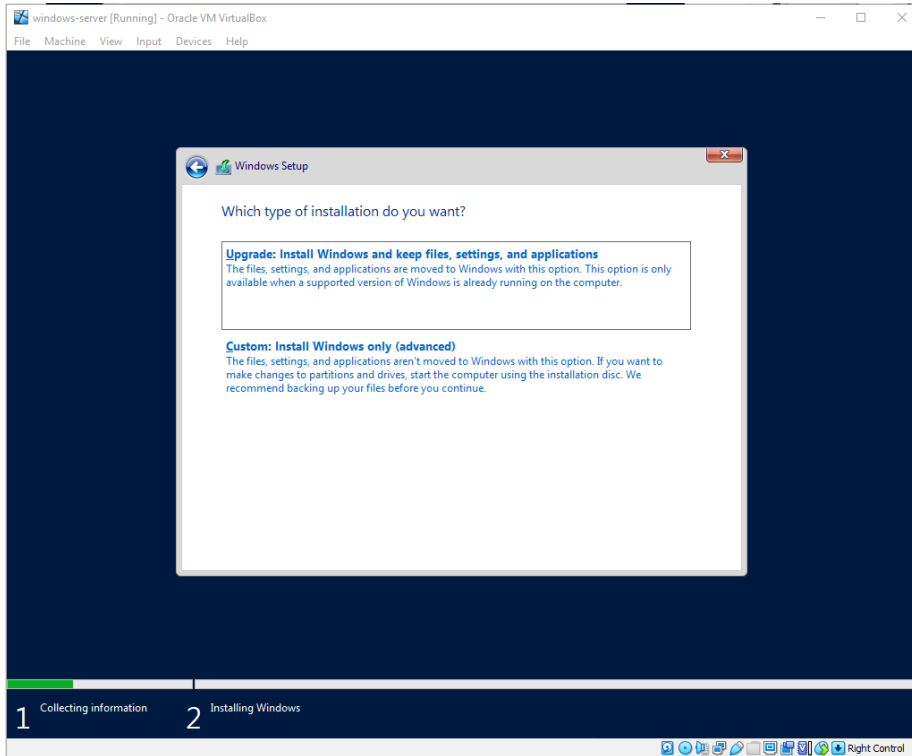 windows-server [Running] - Oracle VM VirtualBox
File Machine View Input Devices Help
Windows Setup
Which type of installation do you want?
Upgrade: Install Windows and keep files, settings, and applications
The files, settings, and applications are moved to Windows with this option. This option is only
available when a supported version of Windows is already running on the computer.
Custom: Install Windows only (advanced)
The files, settings, and applications aren't moved to Windows with this option. If you want to
make changes to partitions and drives, start the computer using the installation disc. We
recommend backing up your files before you continue.
1 Collecting information 2 Installing Windows
Right Control